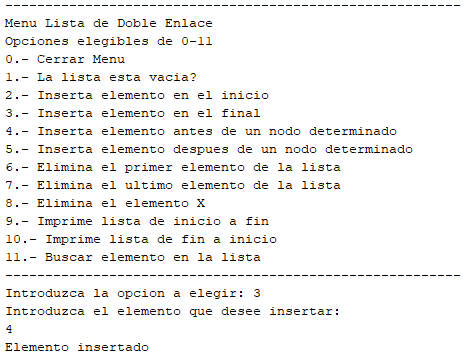 ----------------------------------------------------------
Menu Lista de Doble Enlace
Opciones elegibles de 0-11
0.- Cerrar Menu
1.- La lista esta vacia?
2.- Inserta elemento en el inicio
3.- Inserta elemento en el final
4.- Inserta elemento antes de un nodo determinado
5.- Inserta elemento despues de un nodo determinado
6.- Elimina el primer elemento de la lista
7.- Elimina el ultimo elemento de la lista
8.- Elimina el elemento X
9.- Imprime lista de inicio a fin
10.- Imprime lista de fin a inicio
11.- Buscar elemento en la lista
----------------------------------------------------------
Introduzca la opcion a elegir: 3
Introduzca el elemento que desee insertar:
4
Elemento insertado